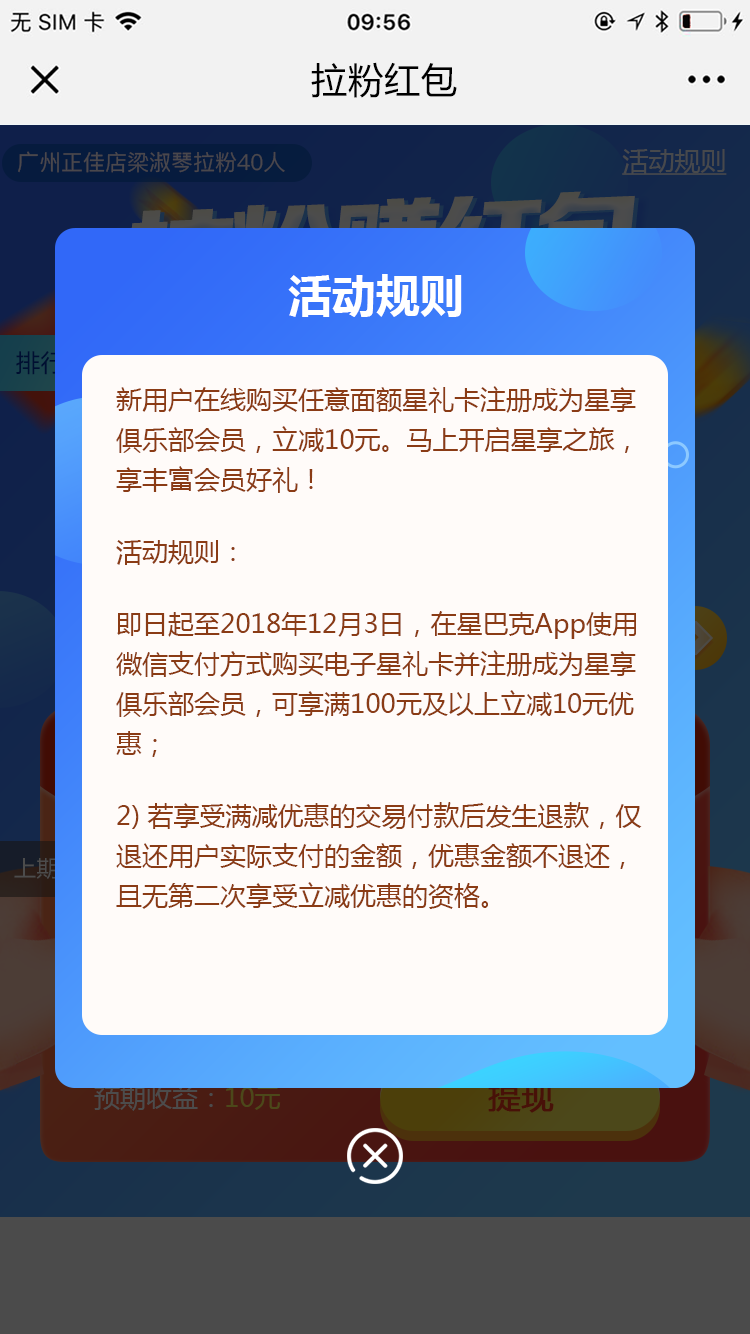 无 SIM 卡
09:56
拉粉红包
广州正佳店梁淑琴拉粉40人
活动规则
拉粉赚红包
活动规则
排行
新用户在线购买任意面额星礼卡注册成为星享
俱乐部会员，立减10元。马上开启星享之旅，
享丰富会员好礼！
活动规则：
即日起至2018年12月3日，在星巴克App使用
微信支付方式购买电子星礼卡并注册成为星享
俱乐部会员，可享满100元及以上立减10元优
惠；
2) 若享受满减优惠的交易付款后发生退款，仅
退还用户实际支付的金额，优惠金额不退还，
且无第二次享受立减优惠的资格。
上期
预期收益：10元
提现